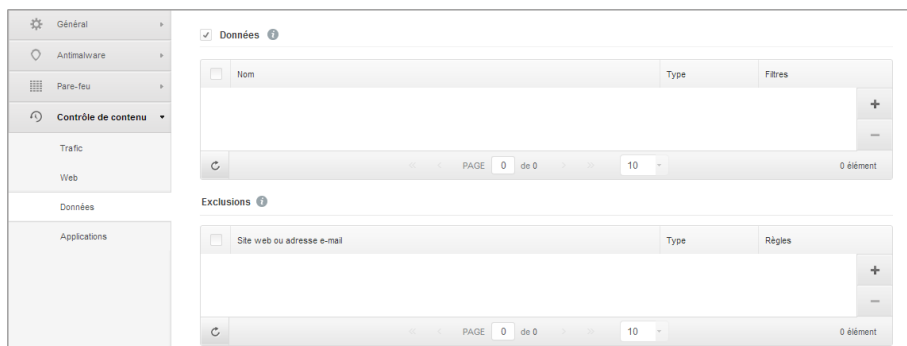 Général
Antimalware
Pare-feu
Contrôle de contenu
Trafic
Web
Données
Applications
Données
Nom Type Filtres
PAGE 0 de 0 10 0 élément
Exclusions
Site web ou adresse e-mail Type Règles
PAGE 0 de 0 10 0 élément